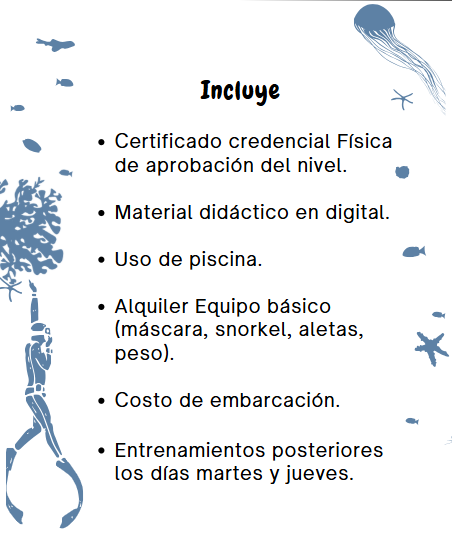 Incluye
• Certificado credencial Física
de aprobación del nivel.
• Material didáctico en digital.
• Uso de piscina.
• Alquiler Equipo básico
(máscara, snorkel, aletas,
peso).
• Costo de embarcación.
• Entrenamientos posteriores
los días martes y jueves.